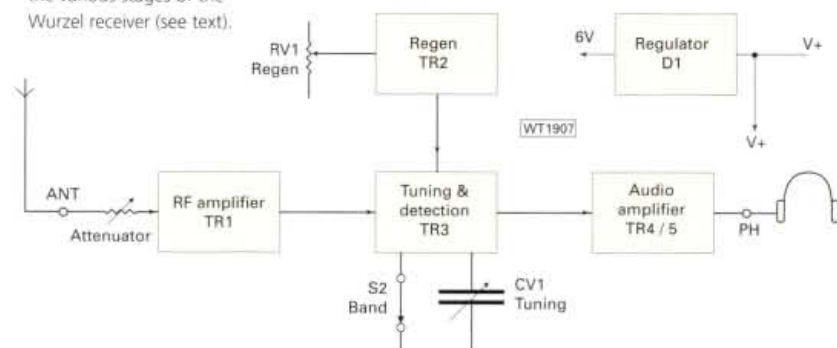 the various stages of the
Wurzel receiver (see text).
RV1
Regen
Regen
TR2
6V
Regulator
D1
V+
V+
WT1907
ANT
Attenuator
RF amplifier
TR1
Tuning &
detection
TR3
Audio
amplifier
TR4 / 5
PH
S2
Band
CV1
Tuning